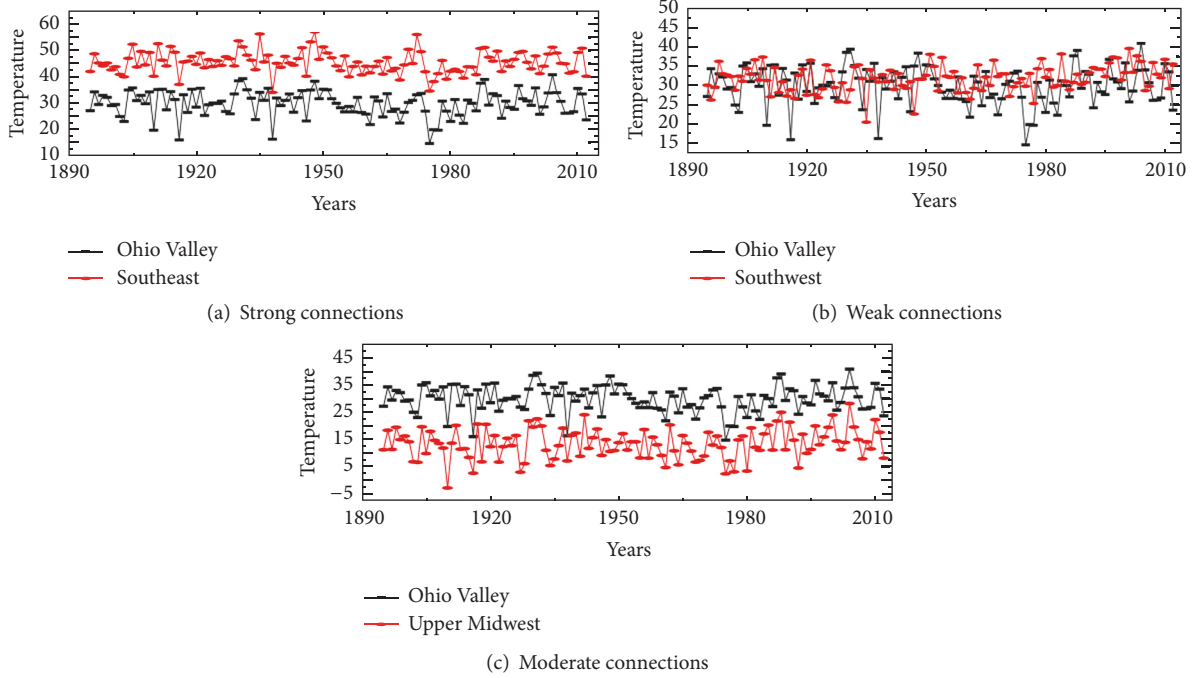 60
50
40
30
20
10
Temperature
1890 1920 1950 1980 2010
Years
Ohio Valley
Southeast
(a) Strong connections
50
45
40
35
30
25
20
15
Temperature
1890 1920 1950 1980 2010
Years
Ohio Valley
Southwest
(b) Weak connections
45
35
25
15
5
−5
Temperature
1890 1920 1950 1980 2010
Years
Ohio Valley
Upper Midwest
(c) Moderate connections